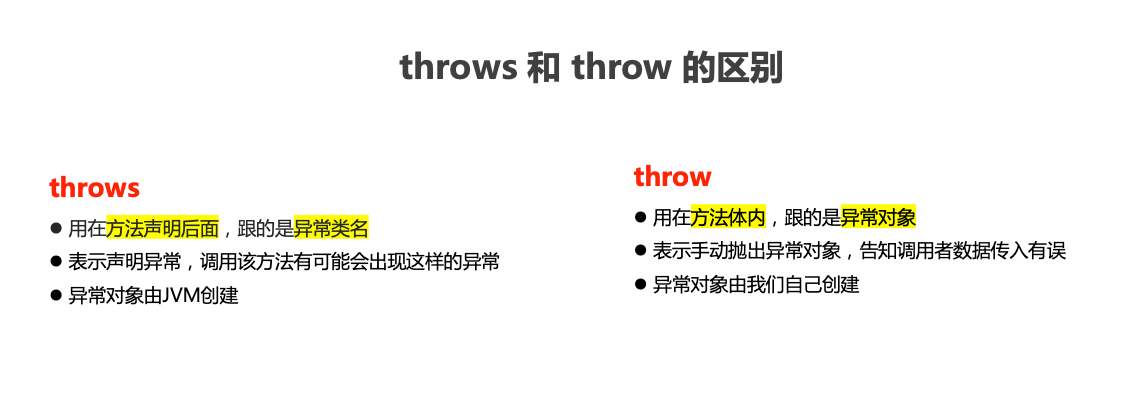 throws 和 throw 的区别
throws
● 用在方法声明后面，跟的是异常类名
● 表示声明异常，调用该方法有可能会出现这样的异常
● 异常对象由JVM创建
throw
● 用在方法体内，跟的是异常对象
● 表示手动抛出异常对象，告知调用者数据传入有误
● 异常对象由我们自己创建